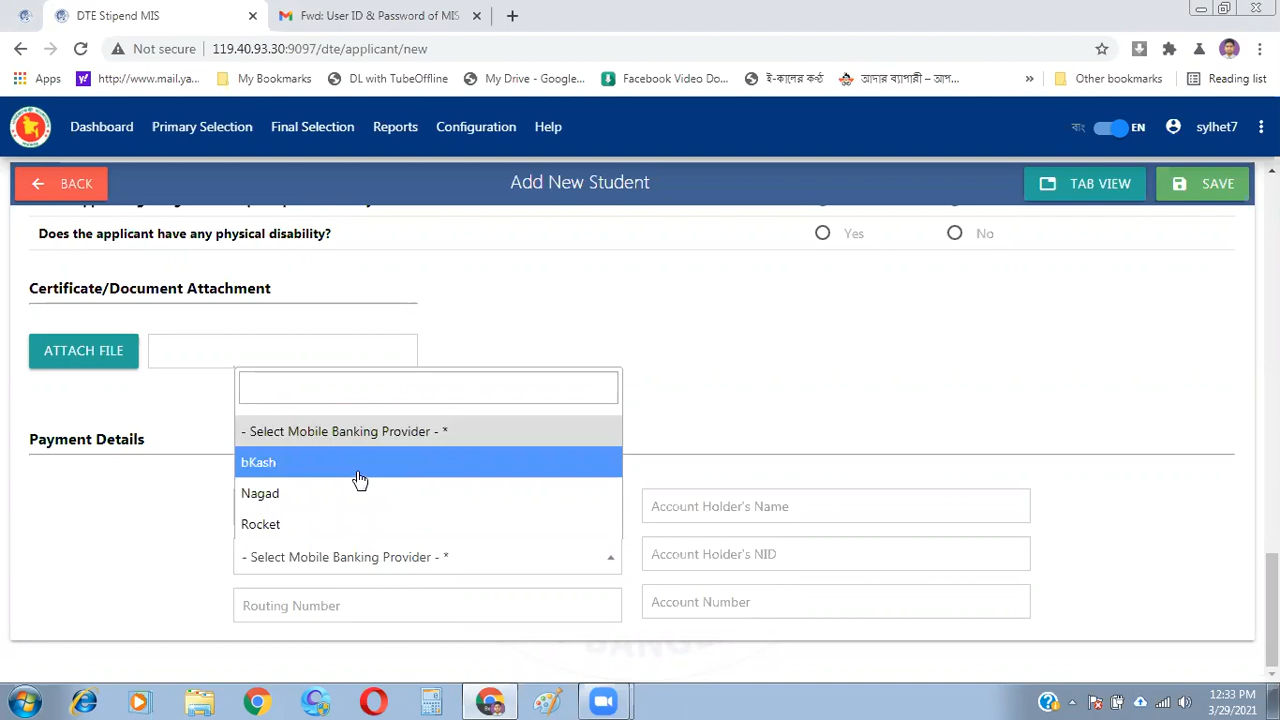 DTE Stipend MIS
Fwd: User ID & Password of MIS
Not secure
119.40.93.30:9097/dte/applicant/new
Apps
http://www.mail.ya...
My Bookmarks
DL with TubeOffline
My Drive - Google...
Facebook Video Do...
ই-কালের কণ্ঠ
আদার ব্যাপারী – আপ...
»
Other bookmarks
Reading list
Dashboard
Primary Selection
Final Selection
Reports
Configuration
Help
বাং
EN
sylhet7
BACK
Add New Student
TAB VIEW
SAVE
Does the applicant have any physical disability?
Yes
No
Certificate/Document Attachment
ATTACH FILE
- Select Mobile Banking Provider - *
Payment Details
bKash
Nagad
Rocket
Account Holder's Name
- Select Mobile Banking Provider - *
Account Holder's NID
Routing Number
Account Number
12:33 PM
3/29/2021